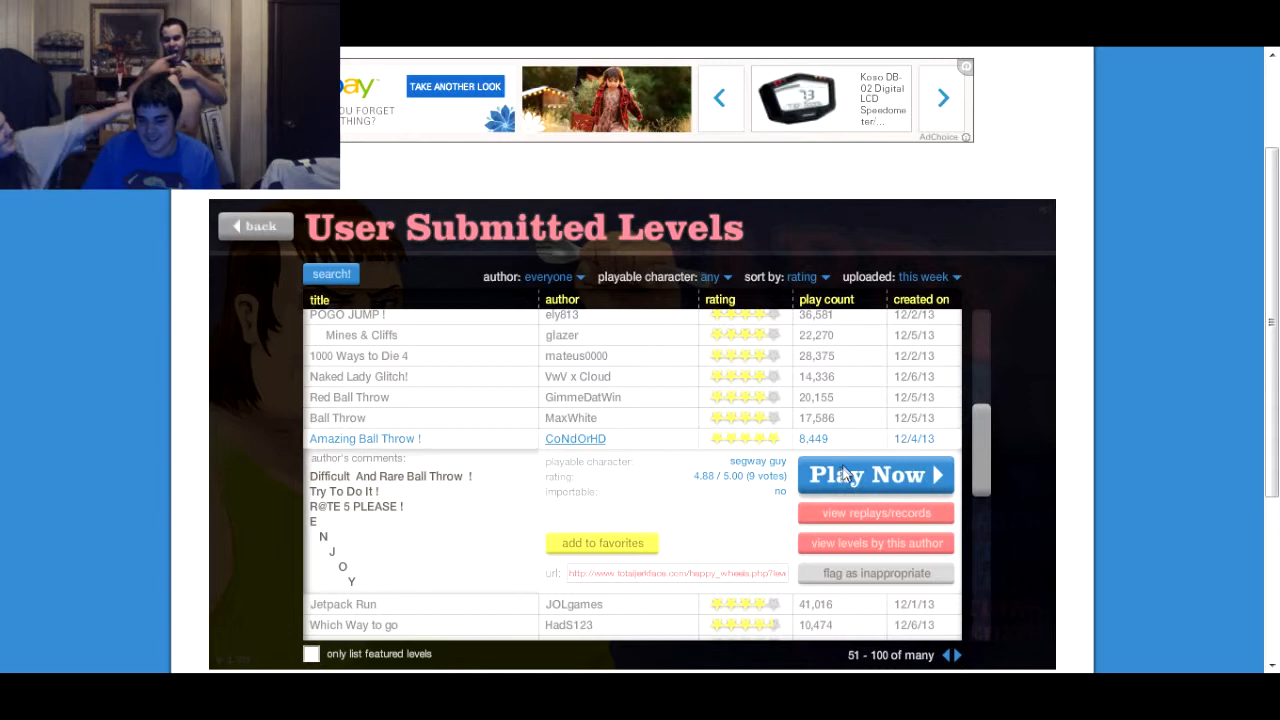 bay
TAKE ANOTHER LOOK
OU FORGET
THING?
Koso DB-
02 Digital
LCD
Speedome
ter/...
AdChoice
back
User Submitted Levels
search!
author: everyone
playable character: any
sort by: rating
uploaded: this week
title author rating play count created on
POGO JUMP ! ely813 36,581 12/2/13
Mines & Cliffs glazer 22,270 12/5/13
1000 Ways to Die 4 mateus0000 28,375 12/2/13
Naked Lady Glitch! VwV x Cloud 14,336 12/6/13
Red Ball Throw GimmeDatWin 20,155 12/5/13
Ball Throw MaxWhite 17,586 12/5/13
Amazing Ball Throw ! CoNdOrHD 8,449 12/4/13
author's comments:
Difficult And Rare Ball Throw !
Try To Do It !
R@TE 5 PLEASE !
E
N
J
O
Y
playable character: segway guy
rating: 4.88 / 5.00 (9 votes)
importable: no
add to favorites
url: http://www.totaljerkface.com/happy_wheels.php?lev
Play Now
view replays/records
view levels by this author
flag as inappropriate
Jetpack Run JOLgames 41,016 12/1/13
Which Way to go HadS123 10,474 12/6/13
only list featured levels
51 - 100 of many